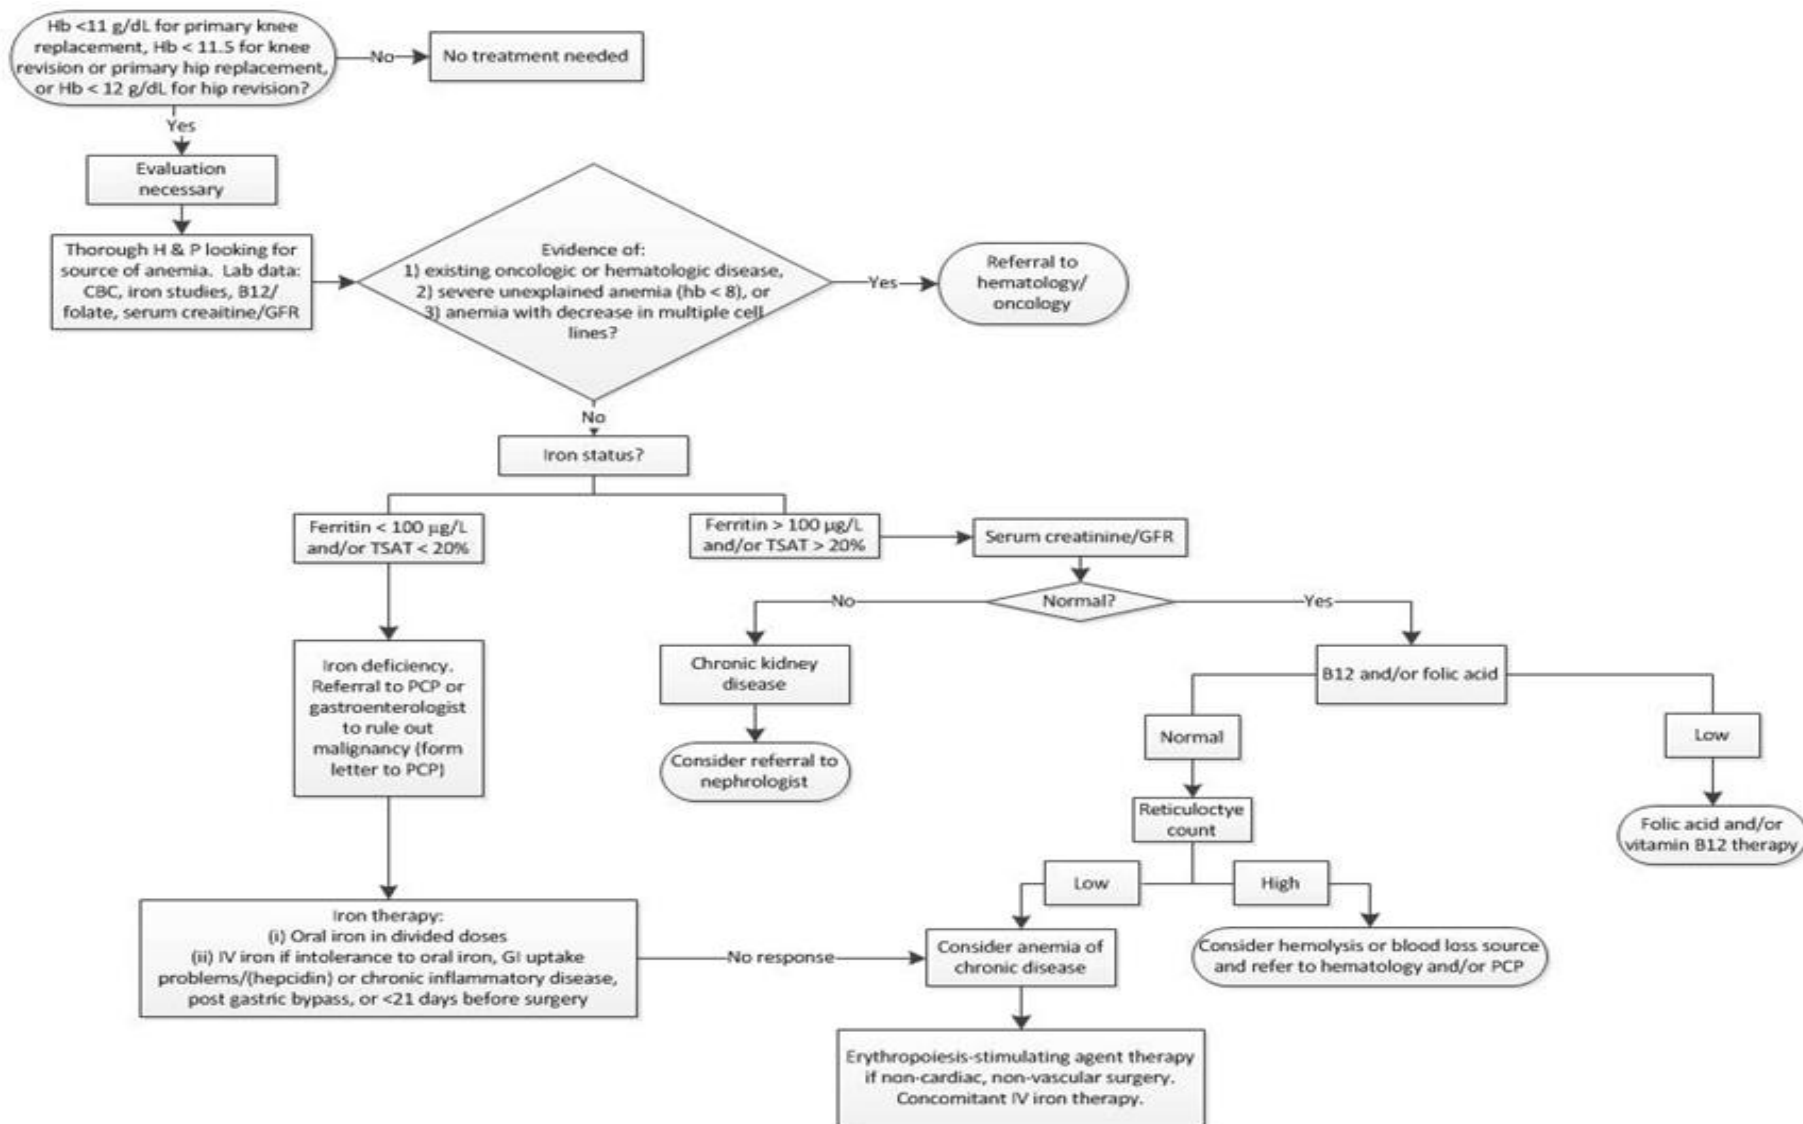 Hb <11 g/dL for primary knee
replacement, Hb < 11.5 for knee
revision or primary hip replacement,
or Hb < 12 g/dL for hip revision?
No
No treatment needed
Yes
Evaluation
necessary
Thorough H & P looking for
source of anemia. Lab data:
CBC, iron studies, B12/
folate, serum creaitine/GFR
Evidence of:
1) existing oncologic or hematologic disease,
2) severe unexplained anemia (hb < 8), or
3) anemia with decrease in multiple cell
lines?
Yes
Referral to
hematology/
oncology
No
Iron status?
Ferritin < 100 µg/L
and/or TSAT < 20%
Ferritin > 100 µg/L
and/or TSAT > 20%
Serum creatinine/GFR
Normal?
No
Yes
Iron deficiency.
Referral to PCP or
gastroenterologist
to rule out
malignancy (form
letter to PCP)
Chronic kidney
disease
Consider referral to
nephrologist
B12 and/or folic acid
Normal
Low
Reticuloctye
count
Folic acid and/or
vitamin B12 therapy
Low
High
Iron therapy:
(i) Oral iron in divided doses
(ii) IV iron if intolerance to oral iron, GI uptake
problems/(hepcidin) or chronic inflammatory disease,
post gastric bypass, or <21 days before surgery
No response
Consider anemia of
chronic disease
Consider hemolysis or blood loss source
and refer to hematology and/or PCP
Erythropoiesis-stimulating agent therapy
if non-cardiac, non-vascular surgery.
Concomitant IV iron therapy.